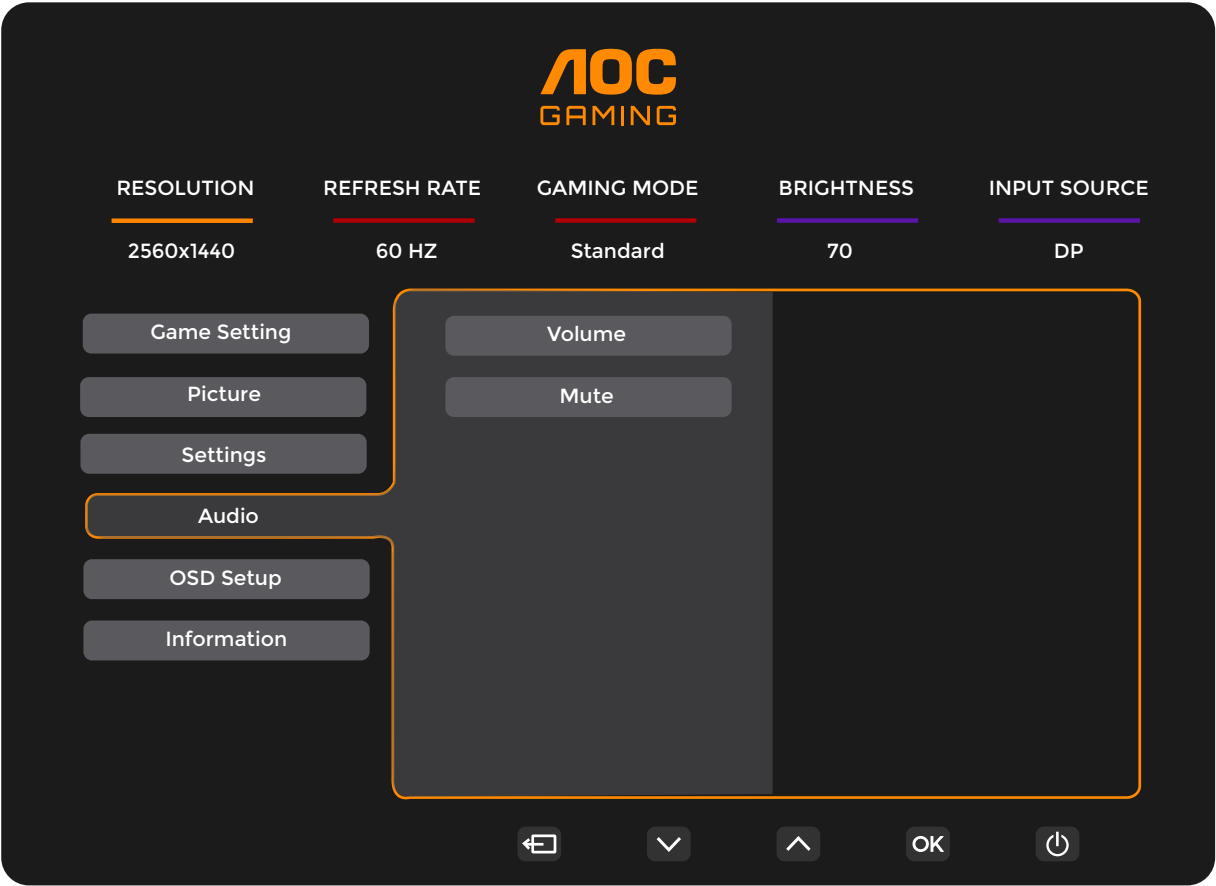 AOC
GAMING
RESOLUTION REFRESH RATE GAMING MODE BRIGHTNESS INPUT SOURCE
2560x1440 60 HZ Standard 70 DP
Game Setting
Volume
Picture
Mute
Settings
Audio
OSD Setup
Information
OK